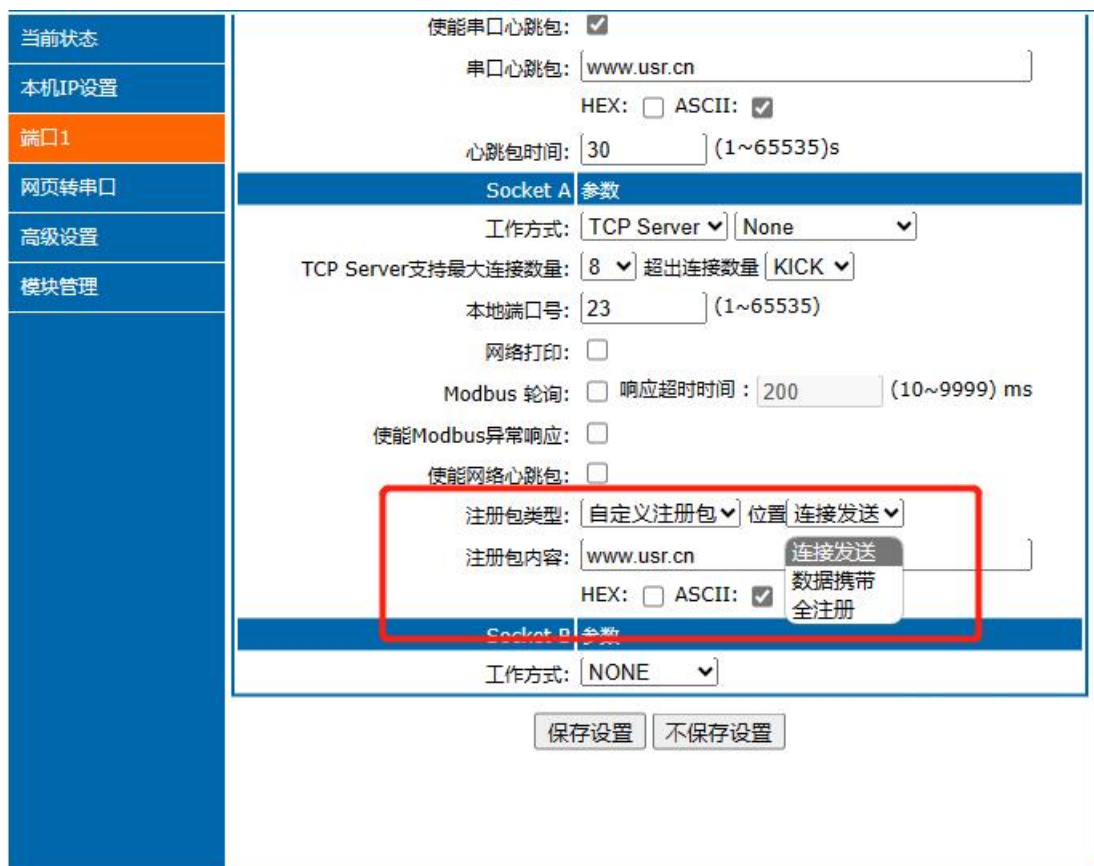 当前状态
本机IP设置
端口1
网页转串口
高级设置
模块管理
使能串口心跳包:
串口心跳包: www.usr.cn
HEX: ASCII:
心跳包时间: 30 (1~65535)s
Socket A 参数
工作方式: TCP Server None
TCP Server支持最大连接数量: 8 超出连接数量 KICK
本地端口号: 23 (1~65535)
网络打印:
Modbus 轮询: 响应超时时间 : 200 (10~9999) ms
使能Modbus异常响应:
使能网络心跳包:
注册包类型: 自定义注册包 位置 连接发送
注册包内容: www.usr.cn
连接发送
数据携带
全注册
HEX: ASCII:
Socket B 参数
工作方式: NONE
保存设置 不保存设置